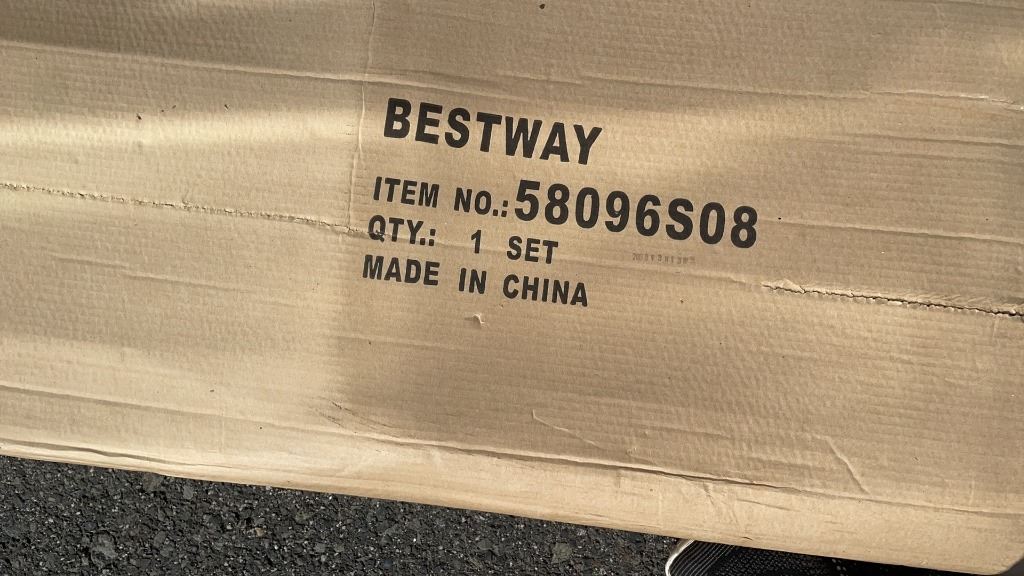 BESTWAY
ITEM NO.:58096S08
QTY.: 1 SET
MADE IN CHINA